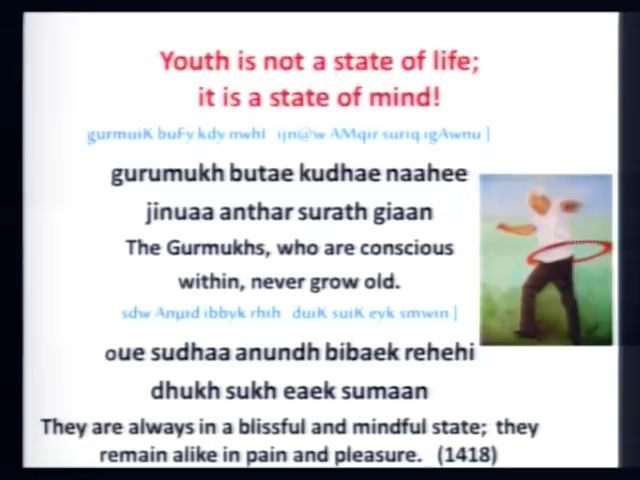 Youth is not a state of life;
it is a state of mind!
gurmuiK buFy kdy nwhI ijn@w AMqir suriq igAwnu |
gurumukh butae kudhae naahee
jinuaa anthar surath giaan
The Gurmukhs, who are conscious
within, never grow old.
sdw Anµid ibbyk rhih duiK suiK eyk smwin |
oue sudhaa anundh bibaek rehehi
dhukh sukh eaek sumaan
They are always in a blissful and mindful state; they
remain alike in pain and pleasure. (1418)